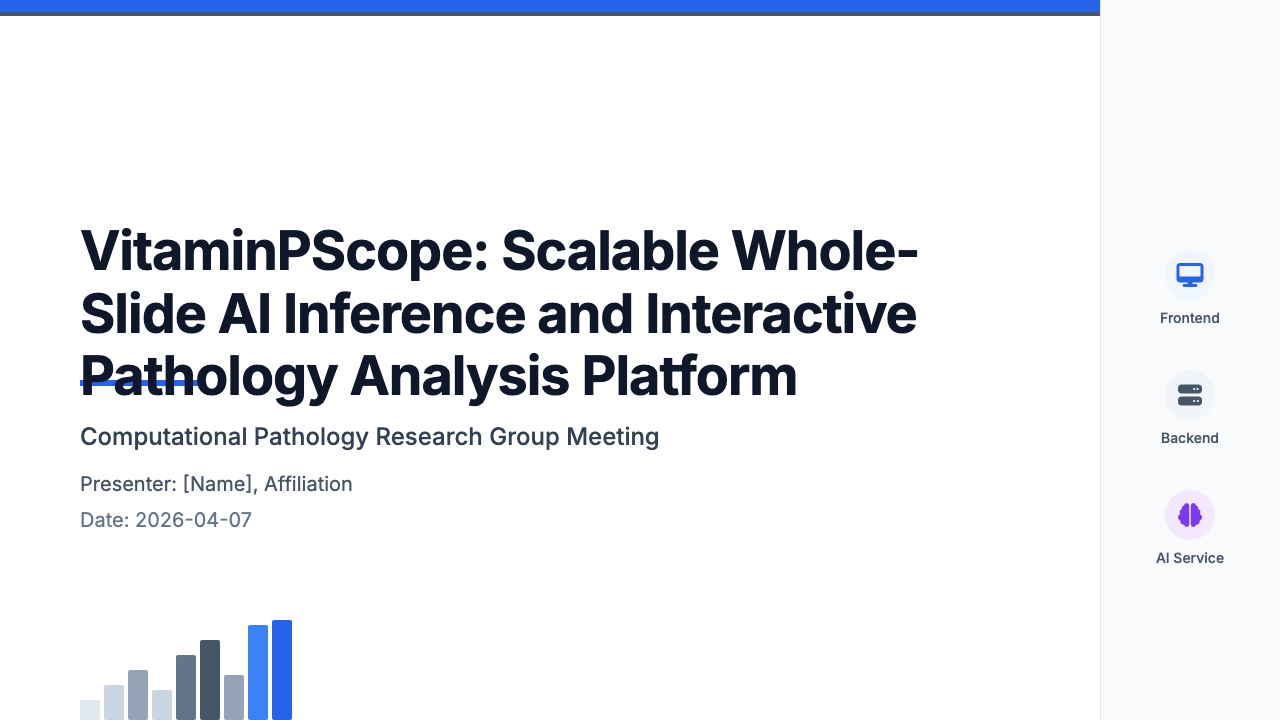 VitaminPScope: Scalable Whole-
Slide AI Inference and Interactive
Pathology Analysis Platform
Computational Pathology Research Group Meeting
Presenter: [Name], Affiliation
Date: 2026-04-07
Frontend
Backend
AI Service